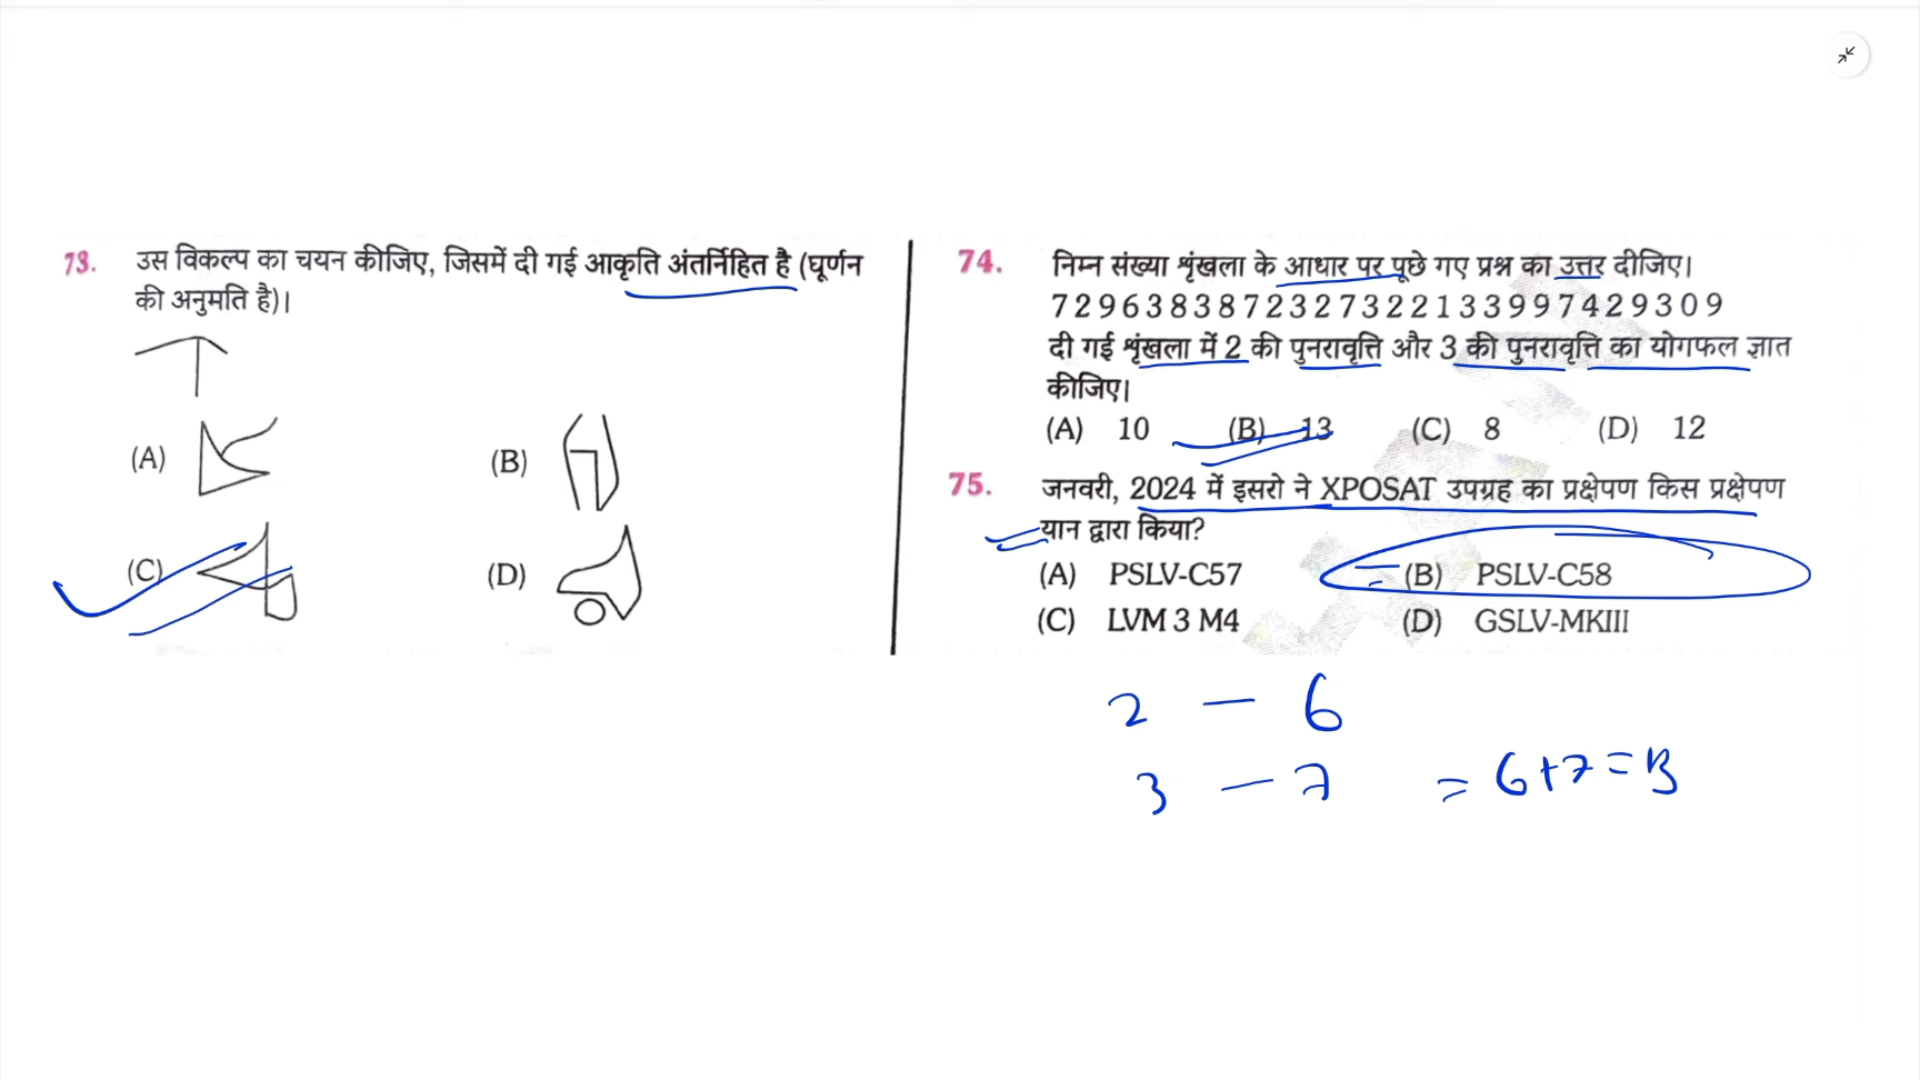 73. उस विकल्प का चयन कीजिए, जिसमें दी गई आकृति अंतर्निहित है (घूर्णन
की अनुमति है)।
(A)
(B)
(C)
(D)
74. निम्न संख्या शृंखला के आधार पर पूछे गए प्रश्न का उत्तर दीजिए।
7 2 9 6 3 8 3 8 7 2 3 2 7 3 2 2 1 3 3 9 9 7 4 2 9 3 0 9
दी गई शृंखला में 2 की पुनरावृत्ति और 3 की पुनरावृत्ति का योगफल ज्ञात
कीजिए।
(A) 10 (B) 13 (C) 8 (D) 12
75. जनवरी, 2024 में इसरो ने XPOSAT उपग्रह का प्रक्षेपण किस प्रक्षेपण
यान द्वारा किया?
(A) PSLV-C57 (B) PSLV-C58
(C) LVM 3 M4 (D) GSLV-MKIII
2 — 6
3 — 7 = 6+7=13